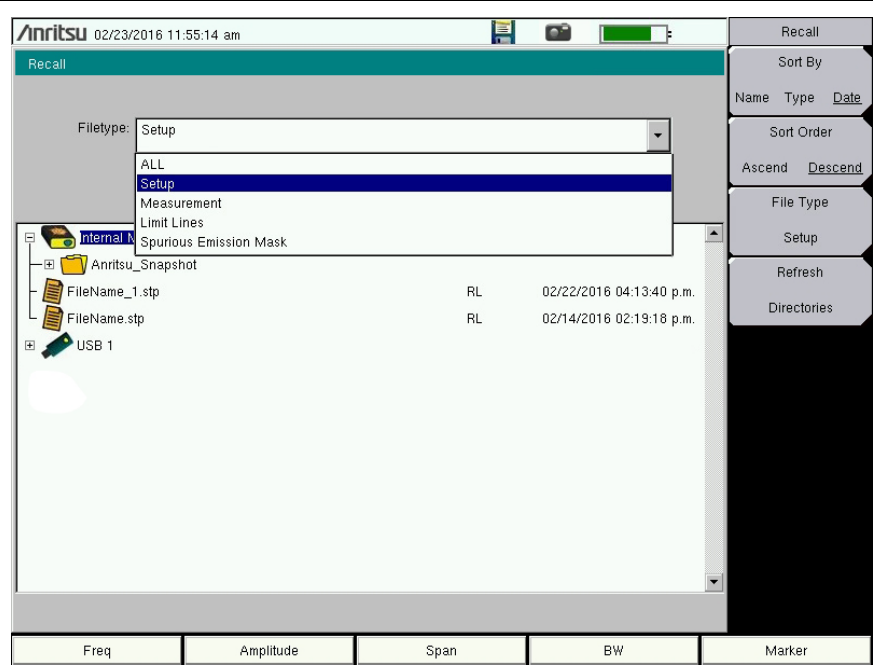 Anritsu 02/23/2016 11:55:14 am
Recall
Filetype: Setup
ALL
Setup
Measurement
Limit Lines
Spurious Emission Mask
Internal M
Anritsu_Snapshot
FileName_1.stp RL 02/22/2016 04:13:40 p.m.
FileName.stp RL 02/14/2016 02:19:18 p.m.
USB 1
Recall
Sort By
Name Type Date
Sort Order
Ascend Descend
File Type
Setup
Refresh
Directories
Freq Amplitude Span BW Marker